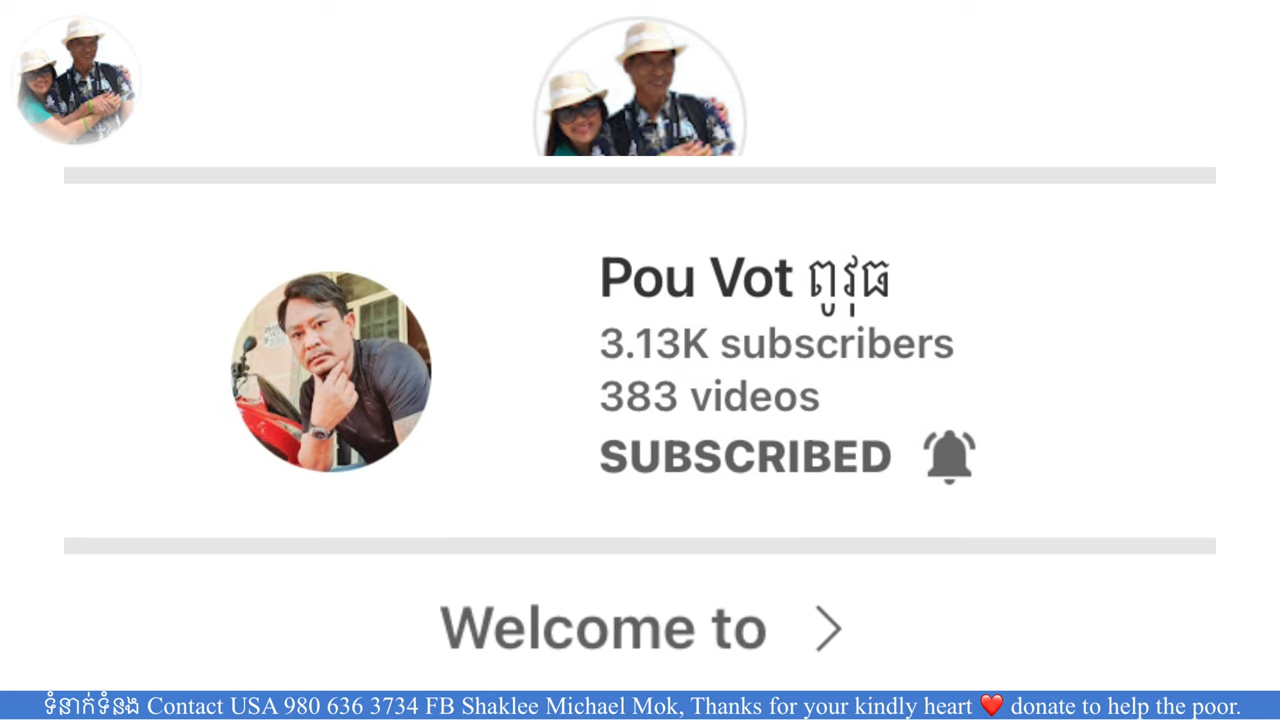 Pou Vot ពូវុធ
3.13K subscribers
383 videos
SUBSCRIBED
Welcome to
ទំនាក់ទំនង Contact USA 980 636 3734 FB Shaklee Michael Mok, Thanks for your kindly heart ❤️ donate to help the poor.